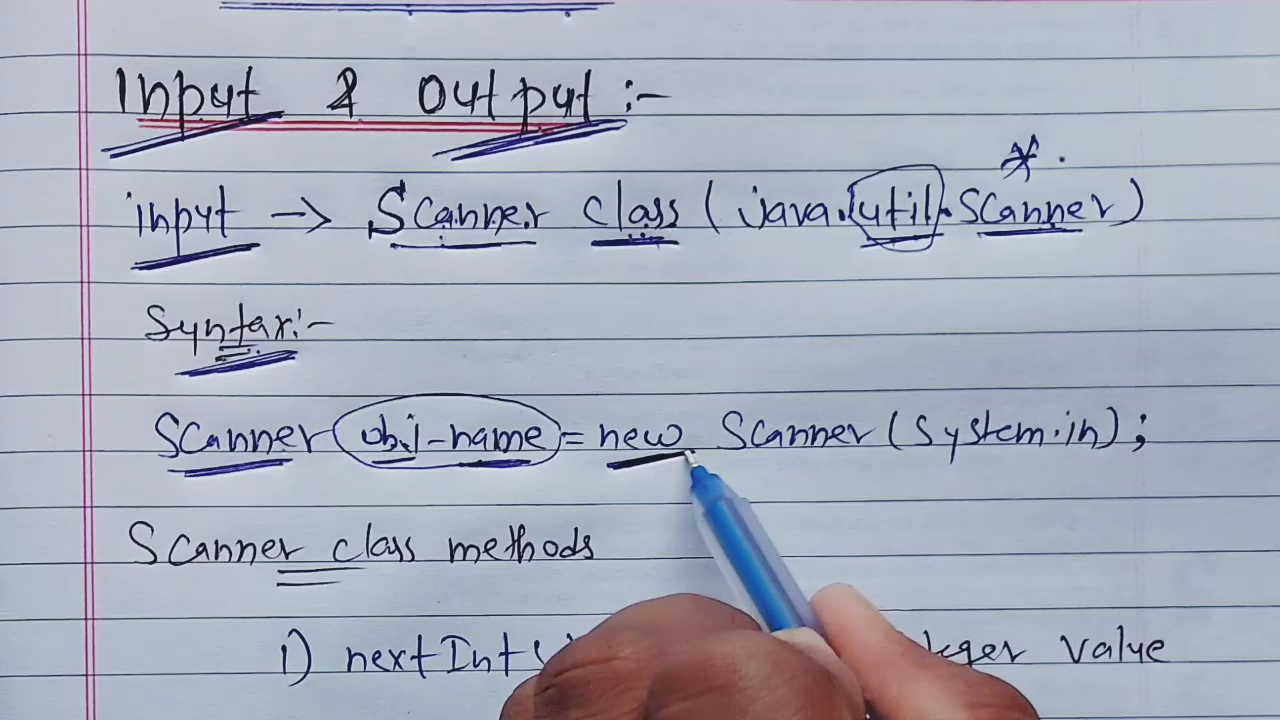 Input & Output:-
*.
input -> Scanner class (java.util.Scanner)
Syntax:-
Scanner obj-name = new Scanner (System.in);
Scanner class methods
1) nextInt( value